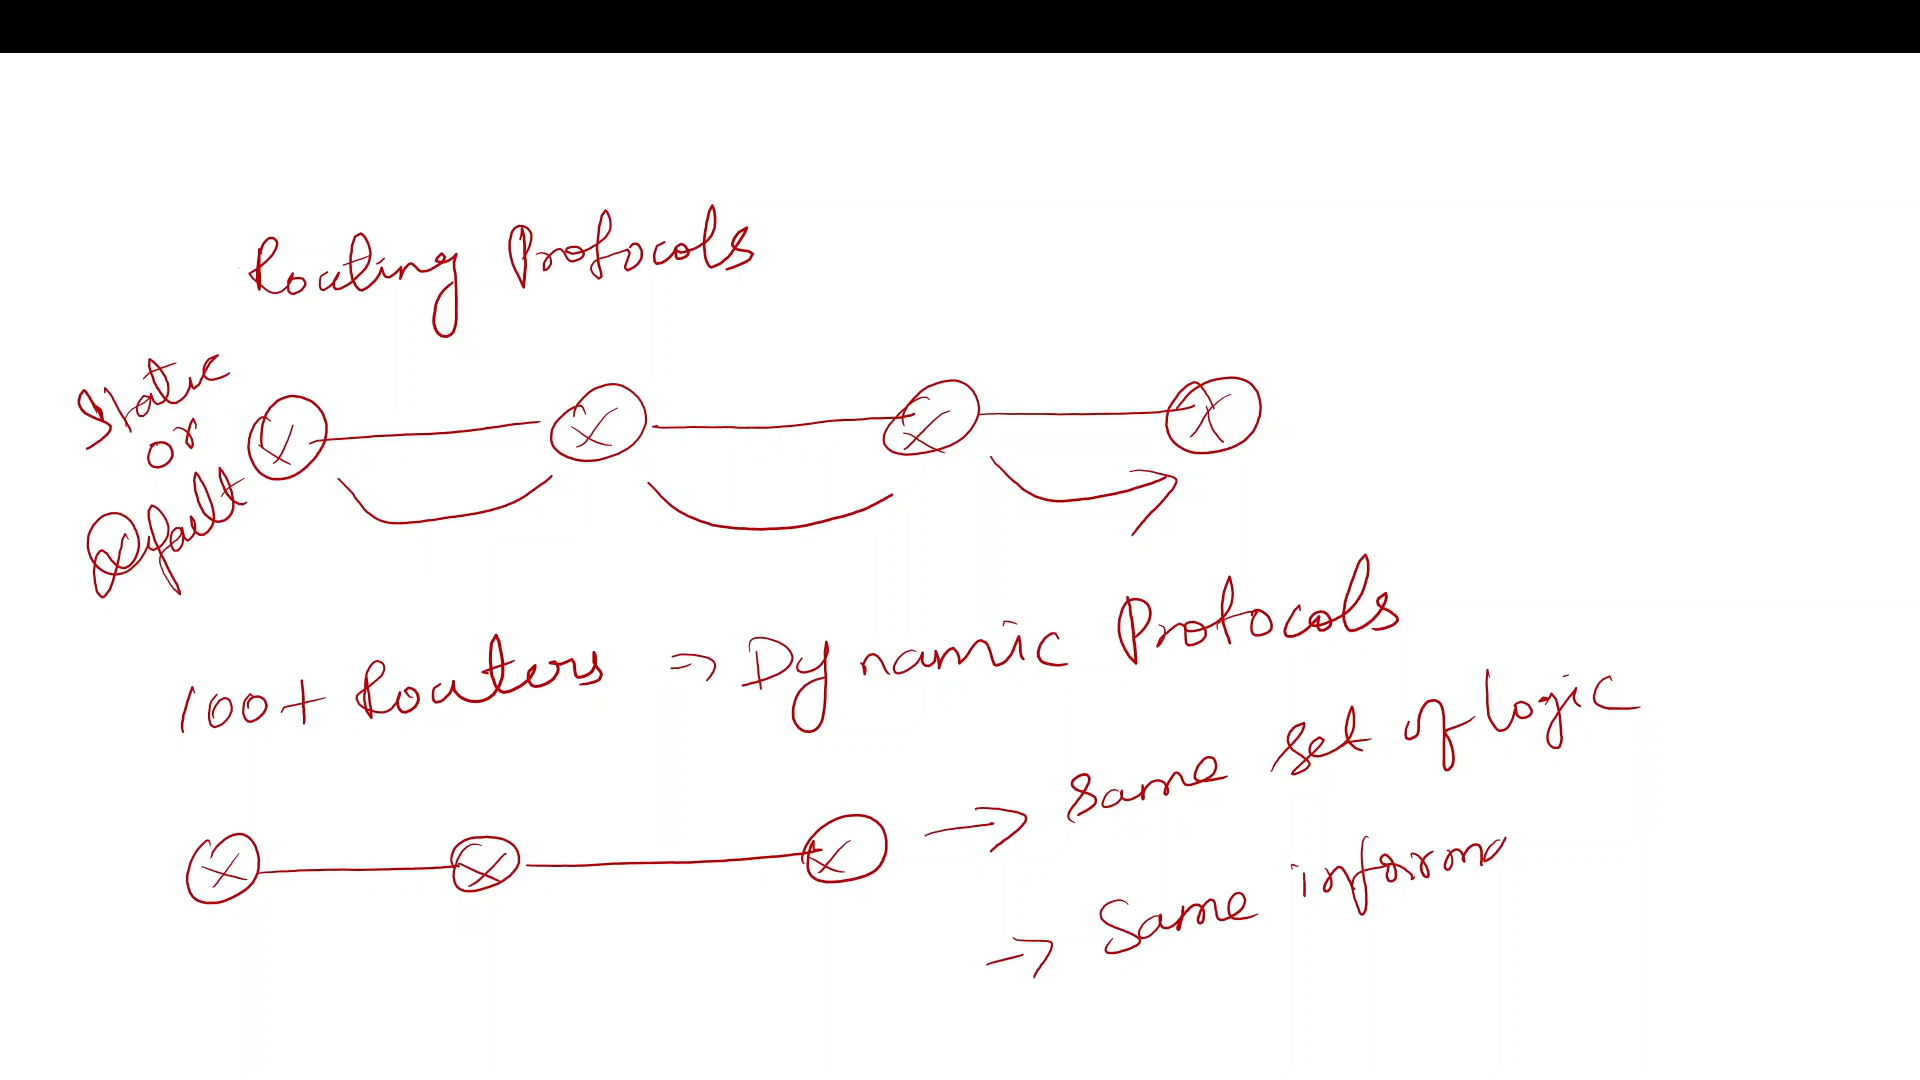 Routing Protocols
Static
or
Default
100+ Routers => Dynamic Protocols
→ Same set of logic
→ Same informa